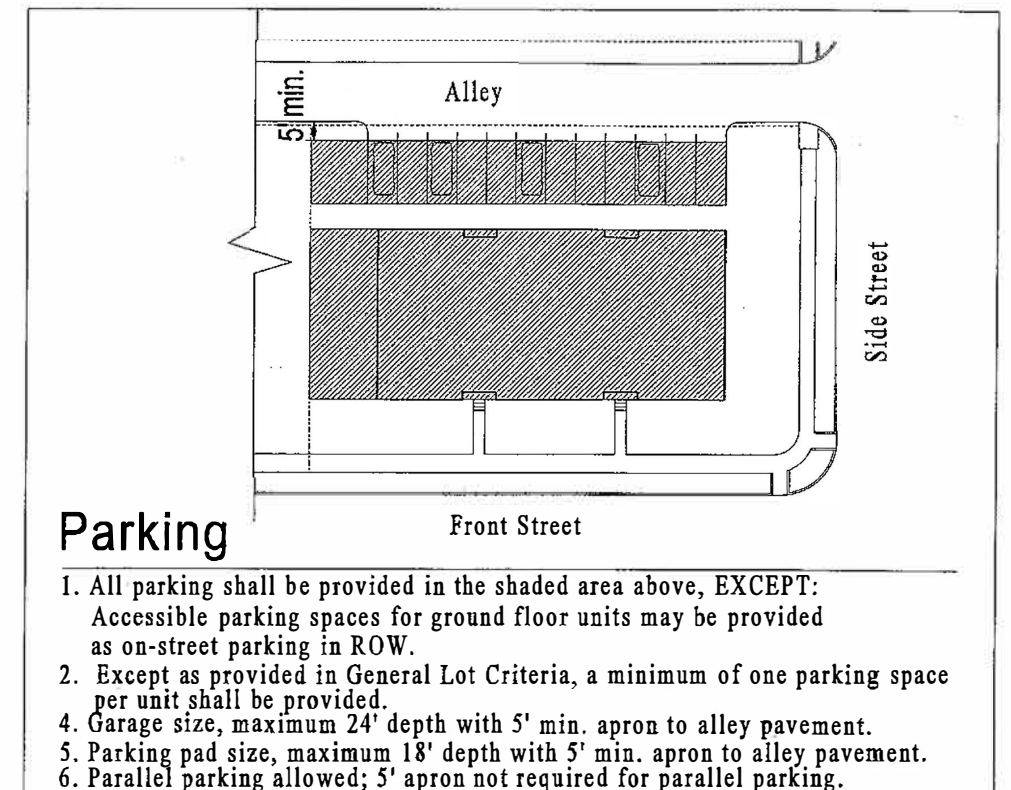 Alley
5' min.
Side Street
Front Street
Parking
1. All parking shall be provided in the shaded area above, EXCEPT:
Accessible parking spaces for ground floor units may be provided
as on-street parking in ROW.
2. Except as provided in General Lot Criteria, a minimum of one parking space
per unit shall be provided.
4. Garage size, maximum 24' depth with 5' min. apron to alley pavement.
5. Parking pad size, maximum 18' depth with 5' min. apron to alley pavement.
6. Parallel parking allowed; 5' apron not required for parallel parking.